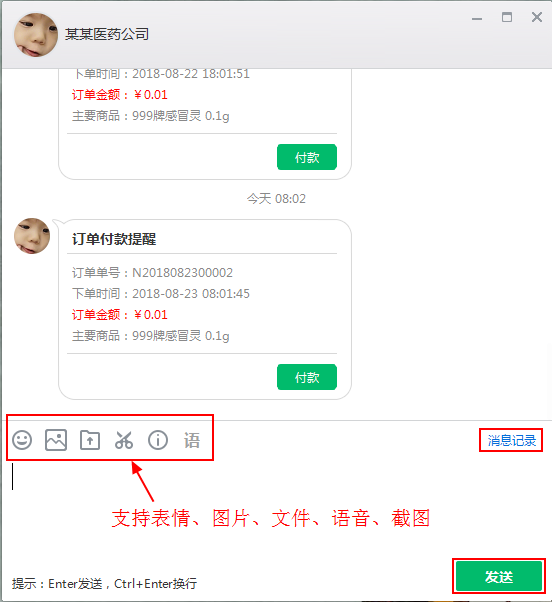 某某医药公司
下单时间：2018-08-22 18:01:51
订单金额：￥0.01
主要商品：999牌感冒灵 0.1g
付款
今天 08:02
订单付款提醒
订单单号：N2018082300002
下单时间：2018-08-23 08:01:45
订单金额：￥0.01
主要商品：999牌感冒灵 0.1g
付款
语
消息记录
支持表情、图片、文件、语音、截图
提示：Enter发送，Ctrl+Enter换行
发送